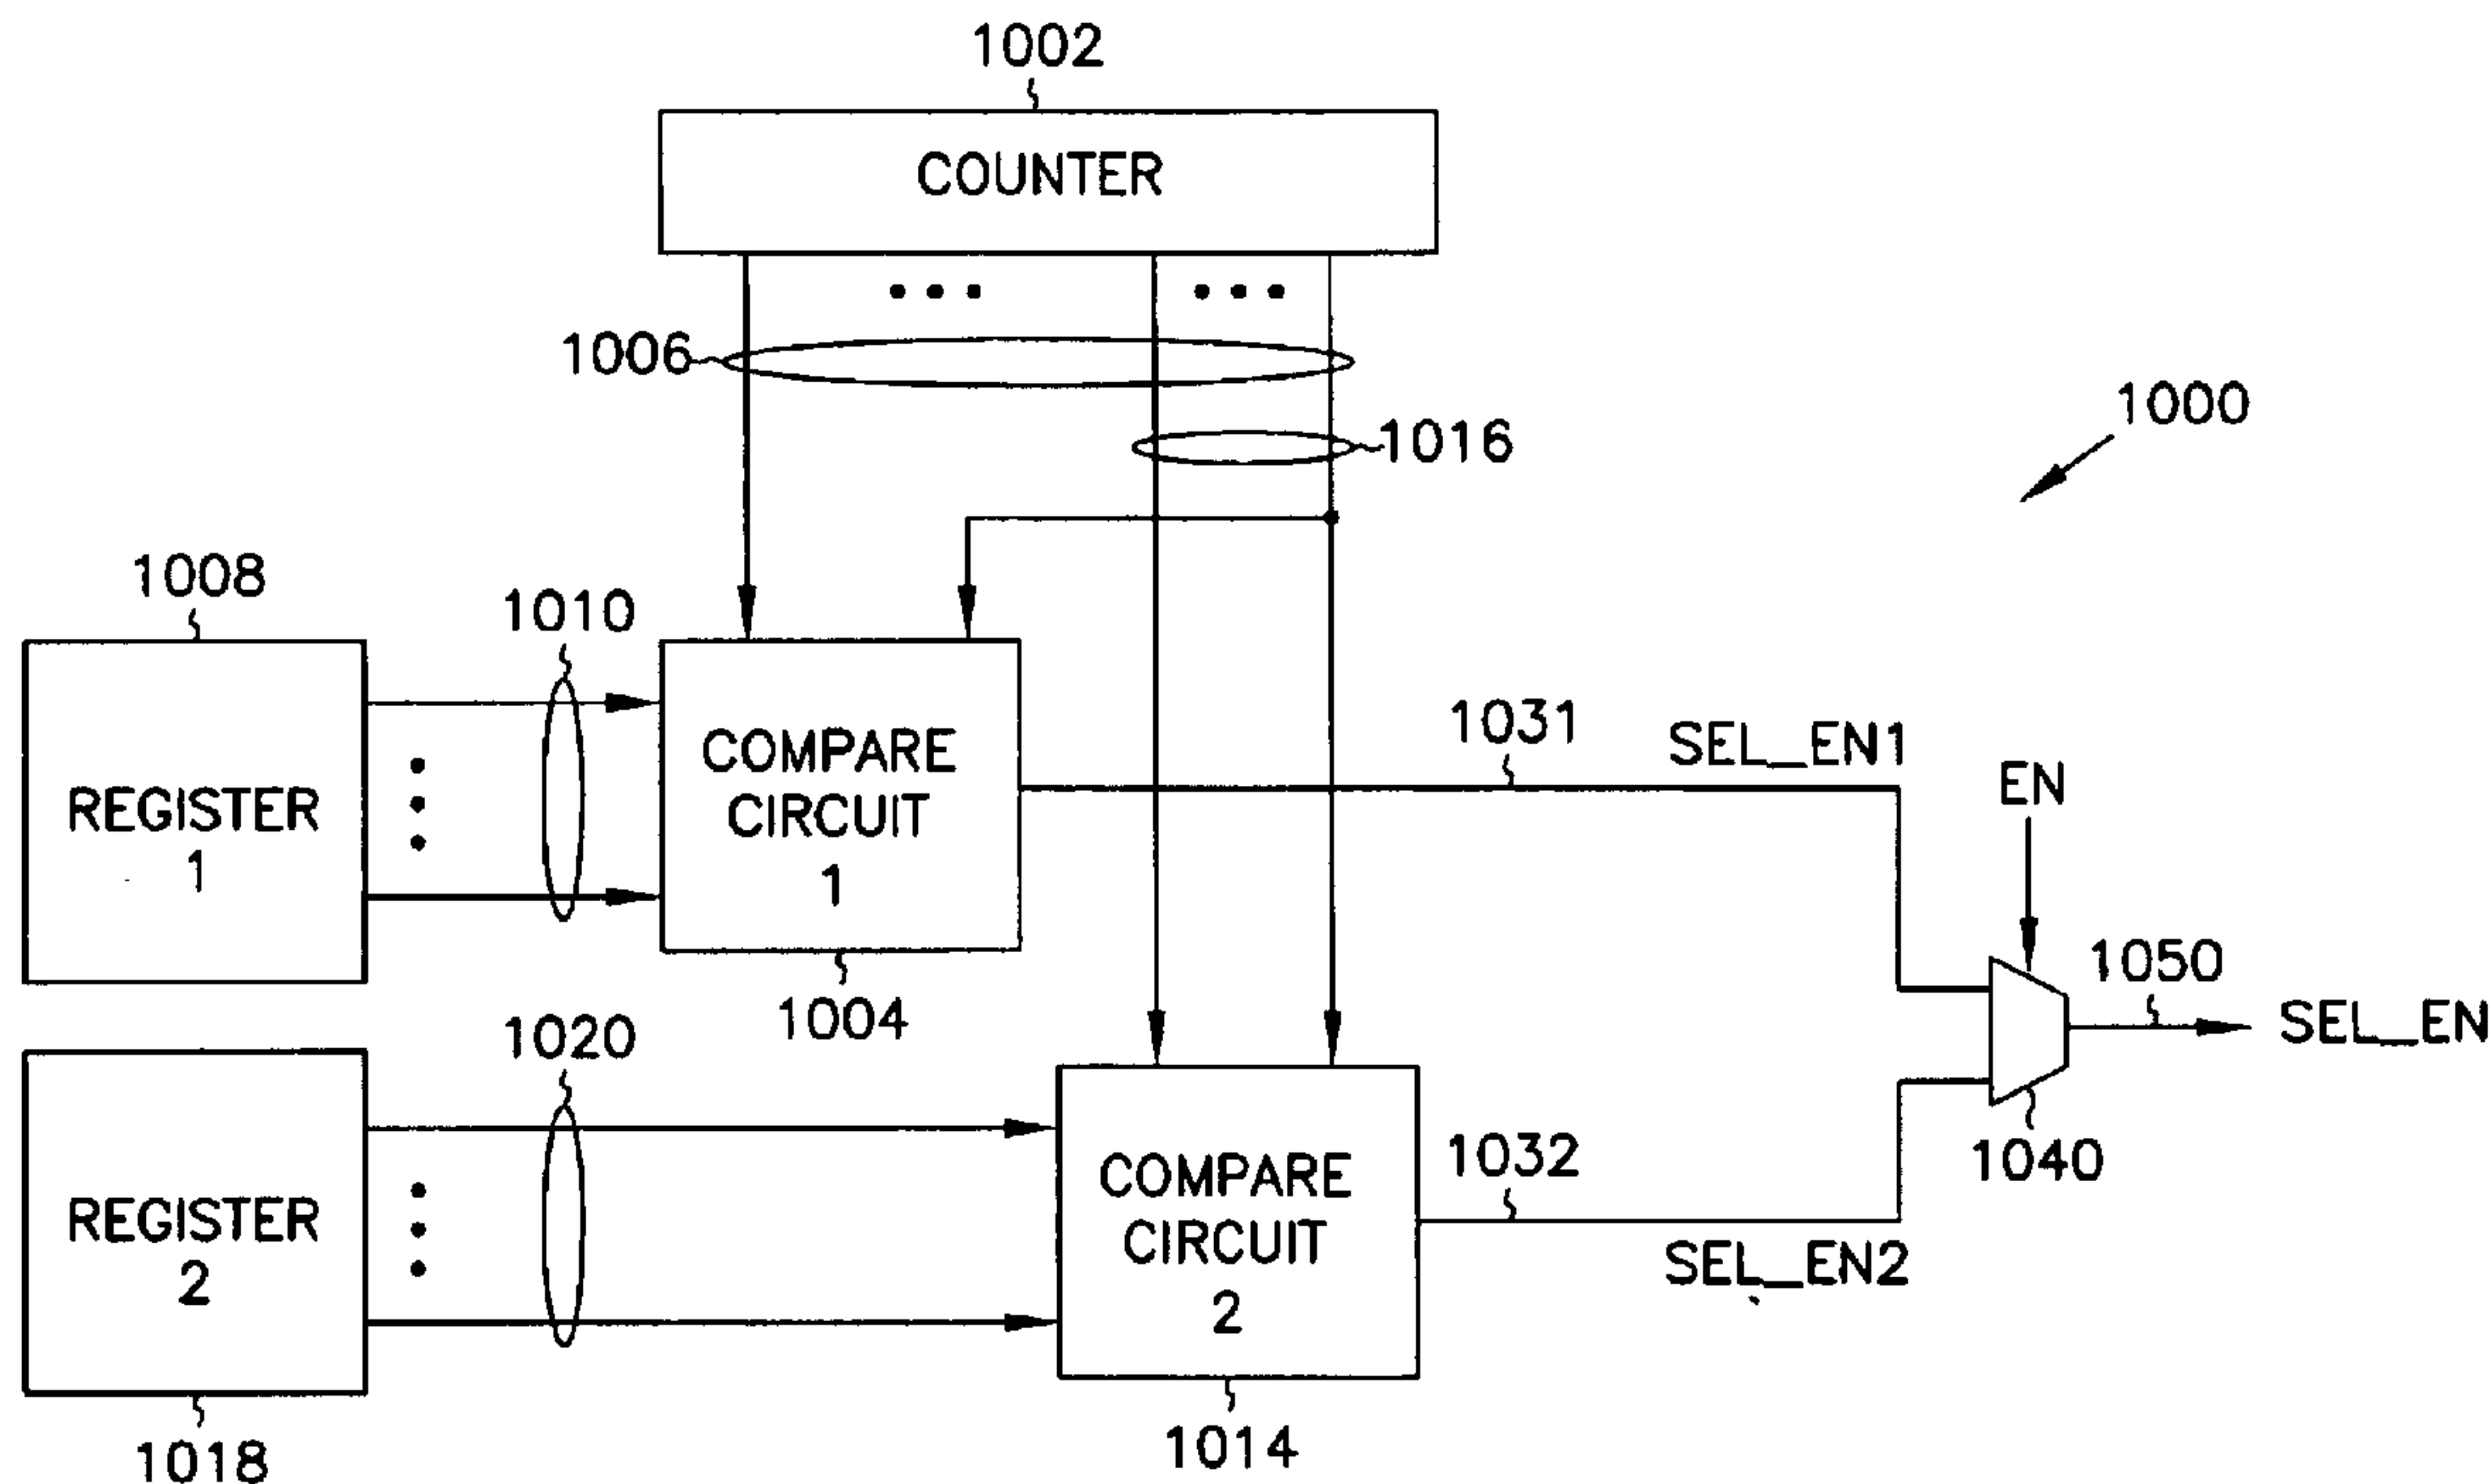 1002
COUNTER
1006
1016
1000
1008
1010
REGISTER
1
COMPARE
CIRCUIT
1
1004
1031
SEL_EN1
EN
1050
SEL_EN
1040
1020
REGISTER
2
1018
COMPARE
CIRCUIT
2
1014
1032
SEL_EN2